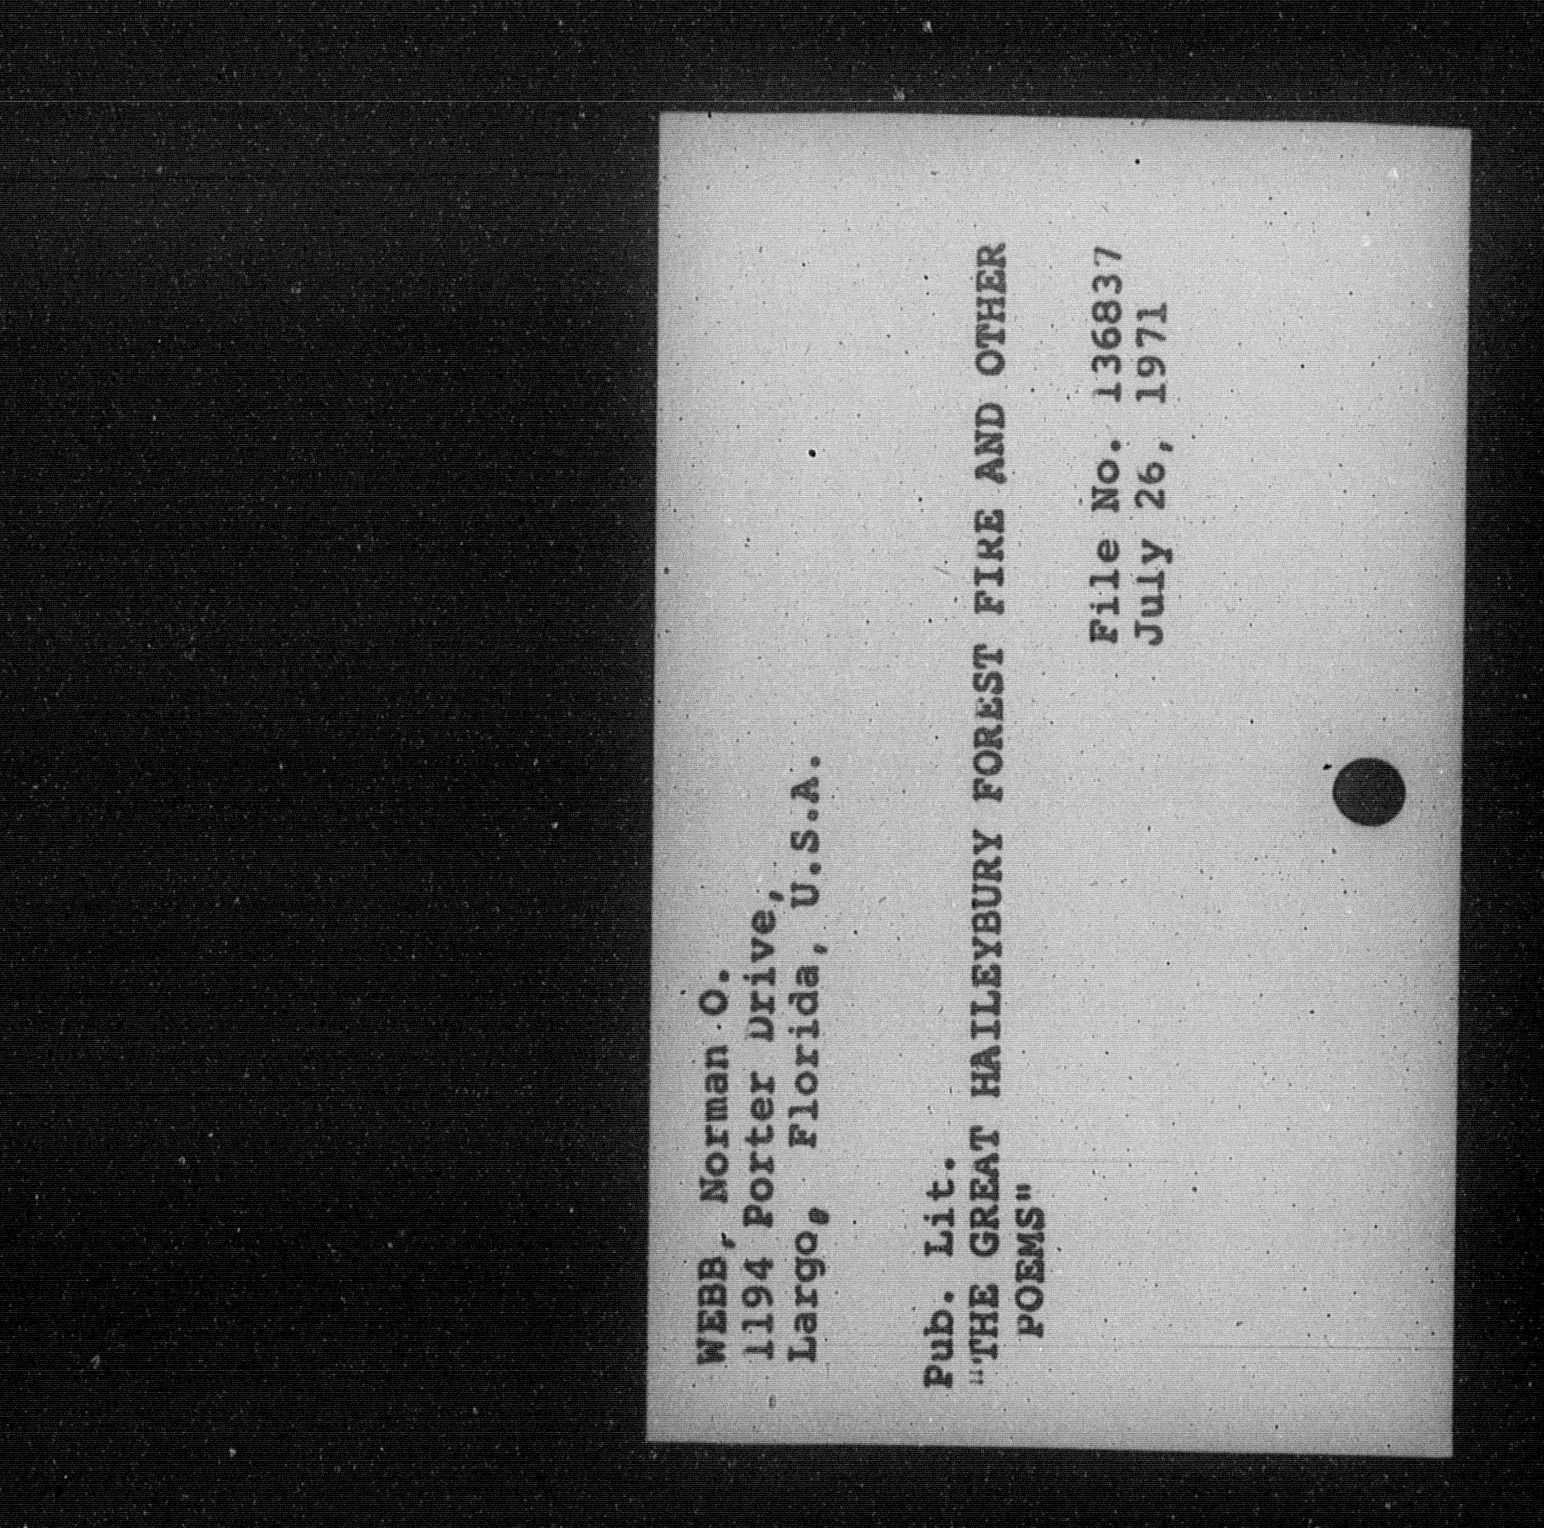 WEBB, Norman O.
1194 Porter Drive,
Largo, Florida, U.S.A.
Pub. Lit.
"THE GREAT HAILEYBURY FOREST FIRE AND OTHER
POEMS"
File No. 136837
July 26, 1971